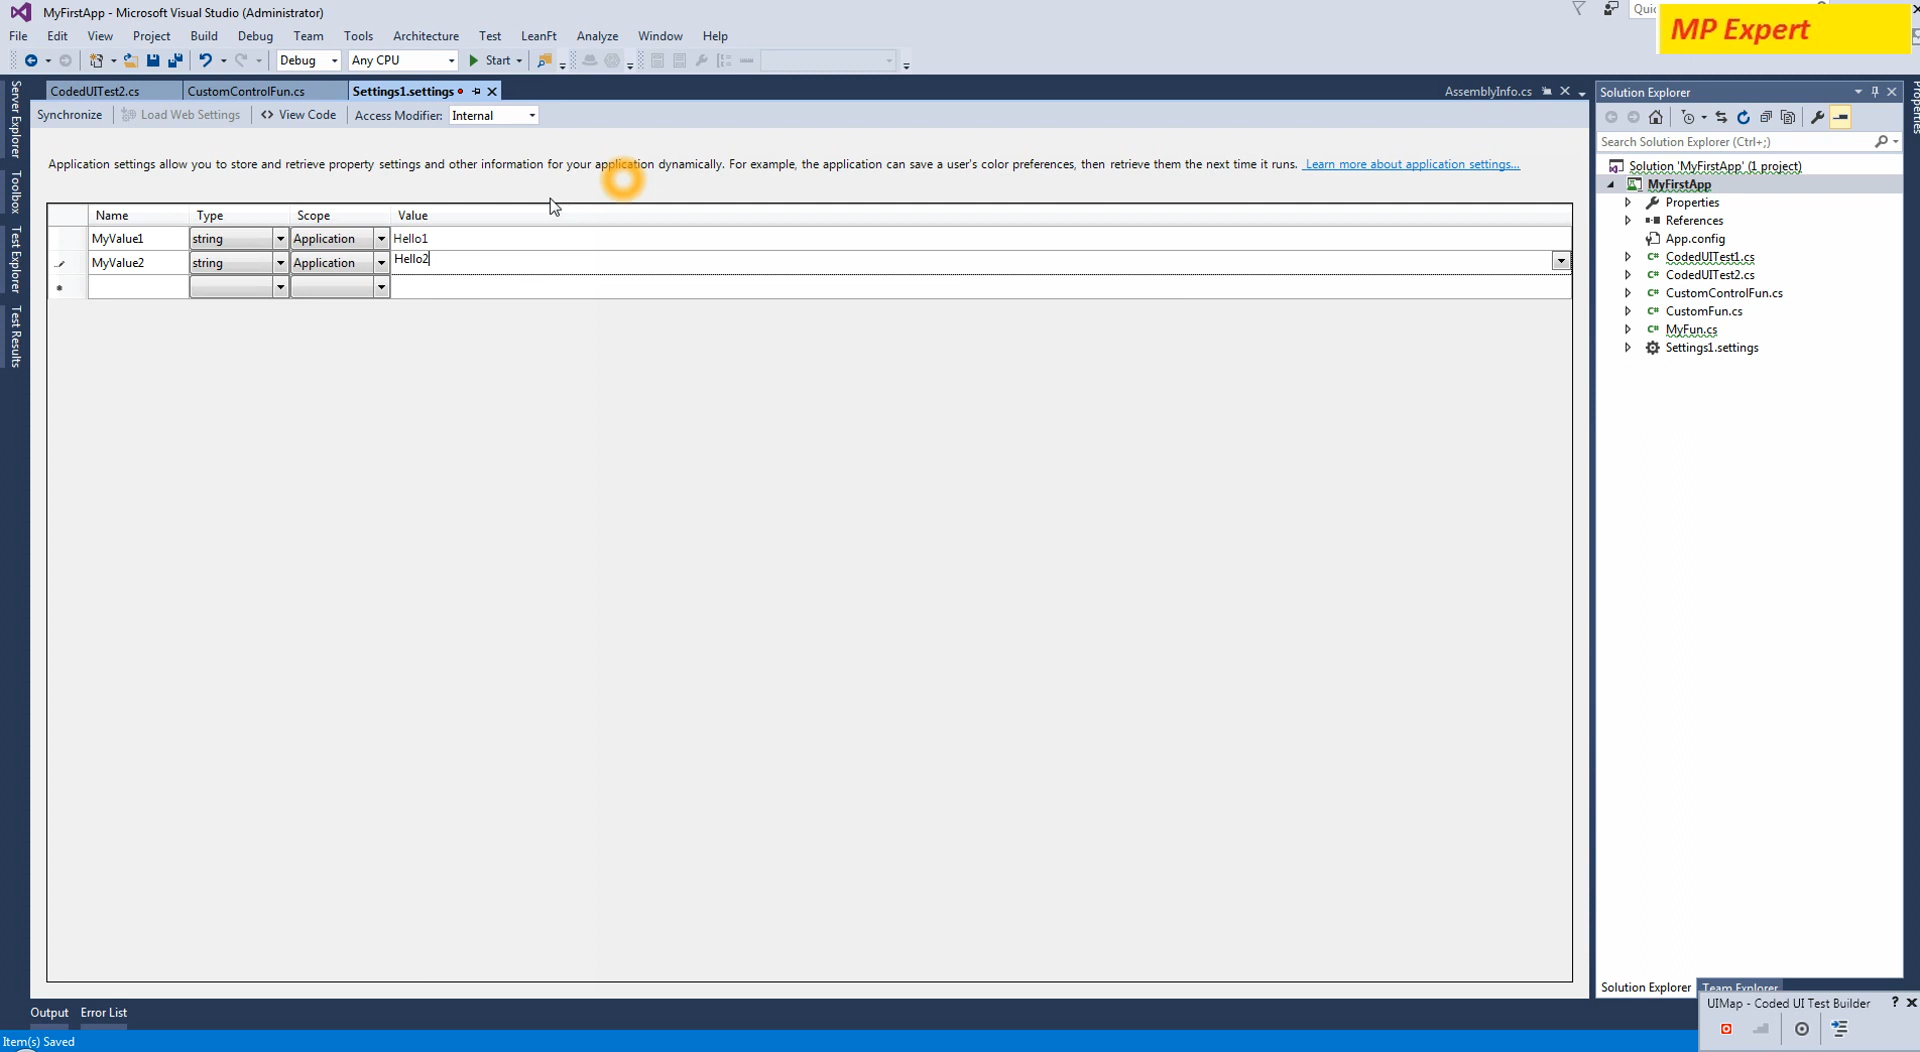 MyFirstApp - Microsoft Visual Studio (Administrator)
MP Expert
File Edit View Project Build Debug Team Tools Architecture Test LeanFt Analyze Window Help
Debug Any CPU Start
CodedUITest2.cs CustomControlFun.cs Settings1.settings AssemblyInfo.cs
Synchronize Load Web Settings <> View Code Access Modifier: Internal
Application settings allow you to store and retrieve property settings and other information for your application dynamically. For example, the application can save a user's color preferences, then retrieve them the next time it runs. Learn more about application settings...
Name Type Scope Value
MyValue1 string Application Hello1
MyValue2 string Application Hello2
Server Explorer
Toolbox
Test Explorer
Test Results
Solution Explorer
Search Solution Explorer (Ctrl+;)
Solution 'MyFirstApp' (1 project)
MyFirstApp
Properties
References
App.config
C# CodedUITest1.cs
C# CodedUITest2.cs
C# CustomControlFun.cs
C# CustomFun.cs
C# MyFun.cs
Settings1.settings
Solution Explorer Team Explorer
UIMap - Coded UI Test Builder
Output Error List
Item(s) Saved